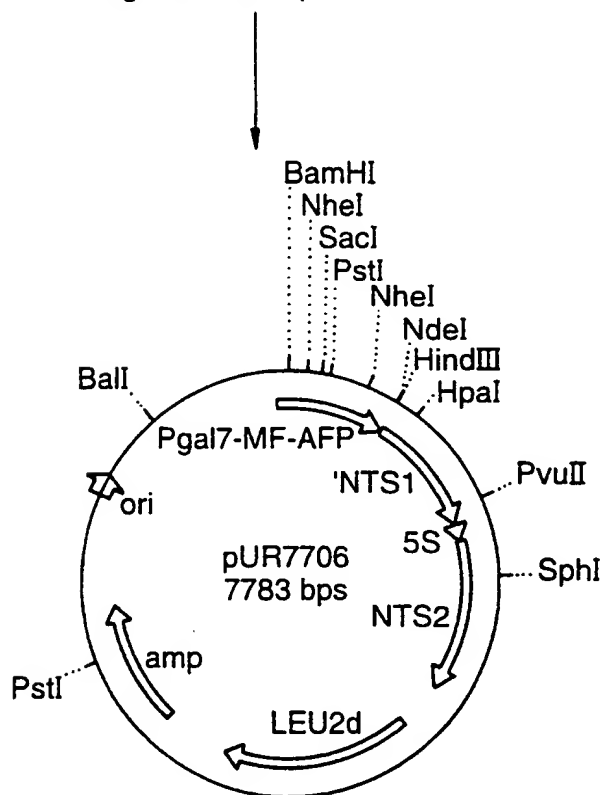 BamHI
NheI
SacI
PstI
NheI
NdeI
HindIII
HpaI
BalI
Pgal7-MF-AFP
'NTS1
PvuII
ori
5S
pUR7706
7783 bps
SphI
NTS2
amp
PstI
LEU2d